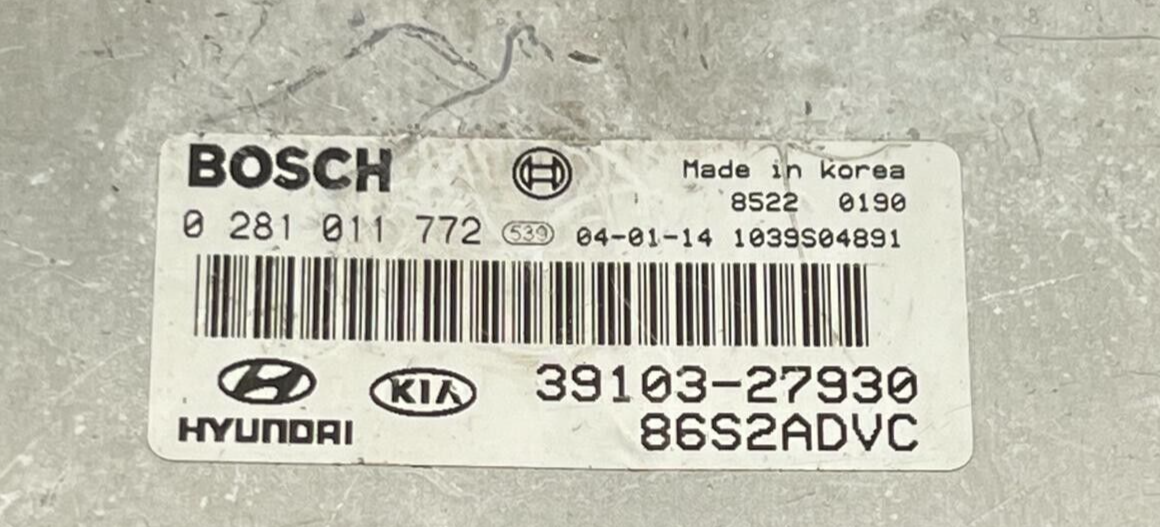 BOSCH
Made in korea
8522 0190
0 281 011 772 539 04-01-14 1039S04891
HYUNDAI
KIA
39103-27930
86S2ADVC